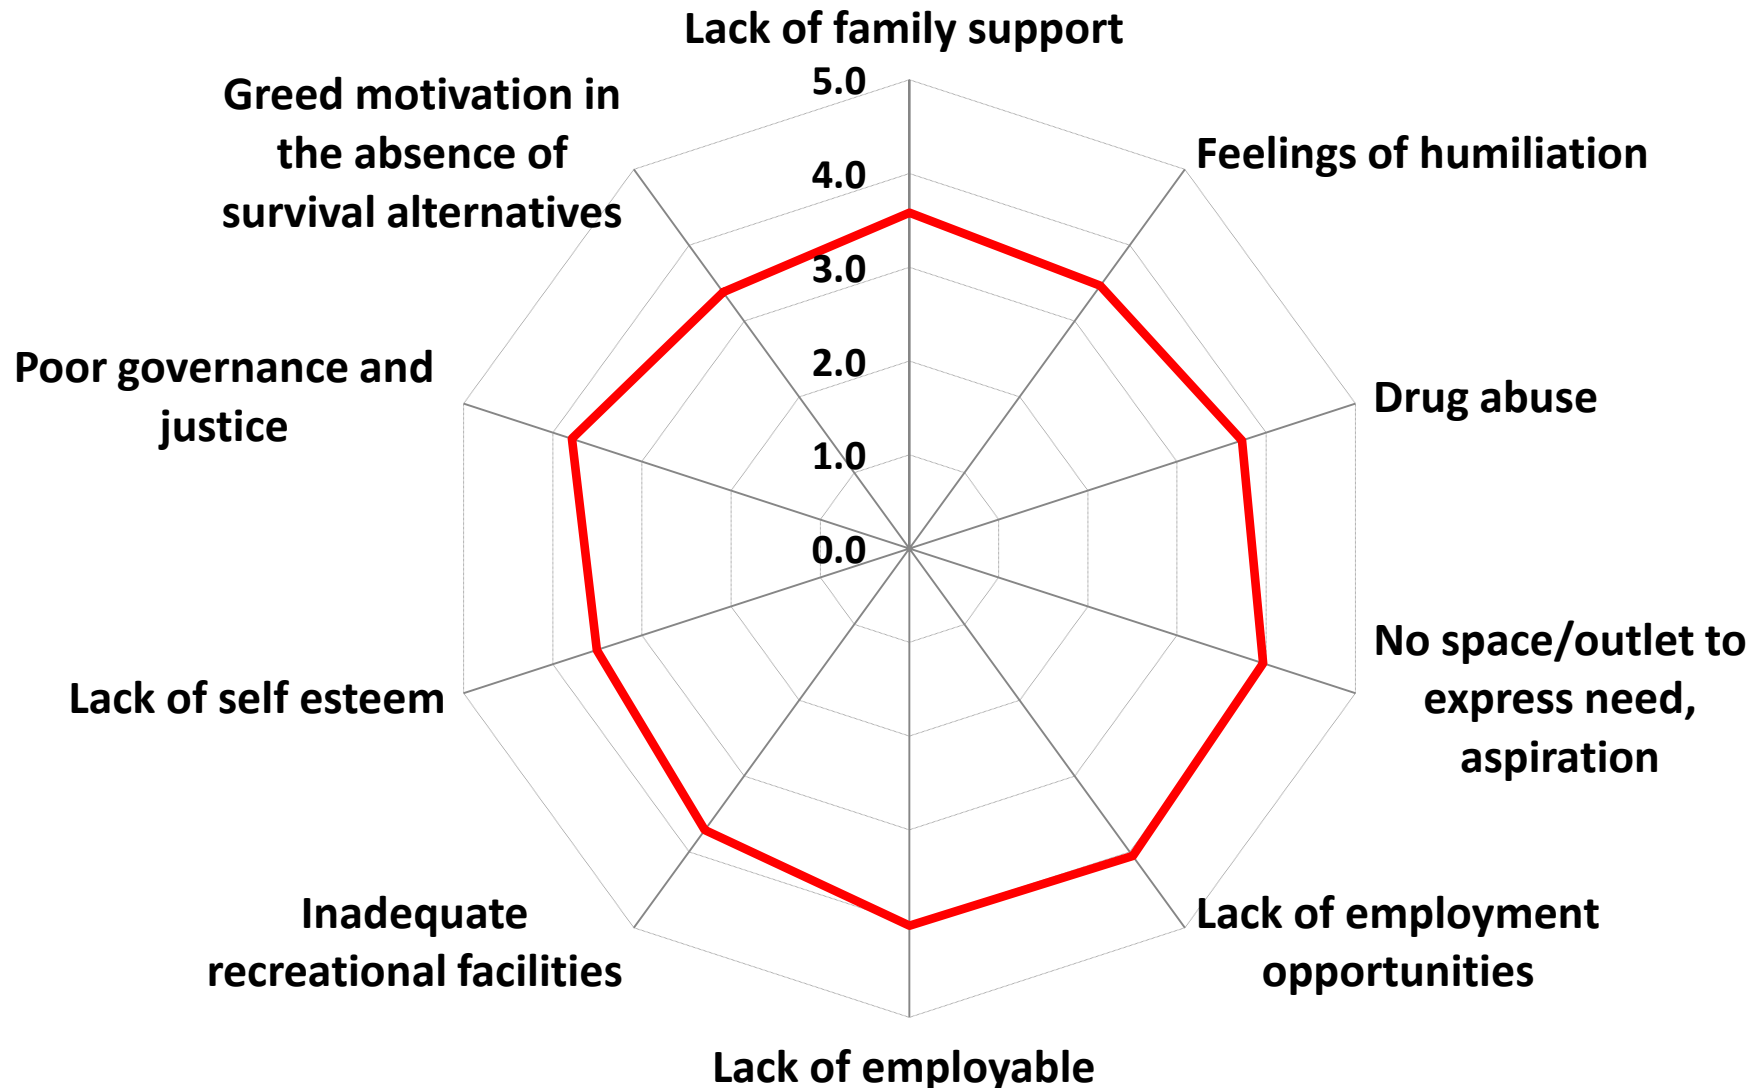 Lack of family support
Feelings of humiliation
Drug abuse
No space/outlet to
express need,
aspiration
Lack of employment
opportunities
Lack of employable
Inadequate
recreational facilities
Lack of self esteem
Poor governance and
justice
Greed motivation in
the absence of
survival alternatives
5.0
4.0
3.0
2.0
1.0
0.0